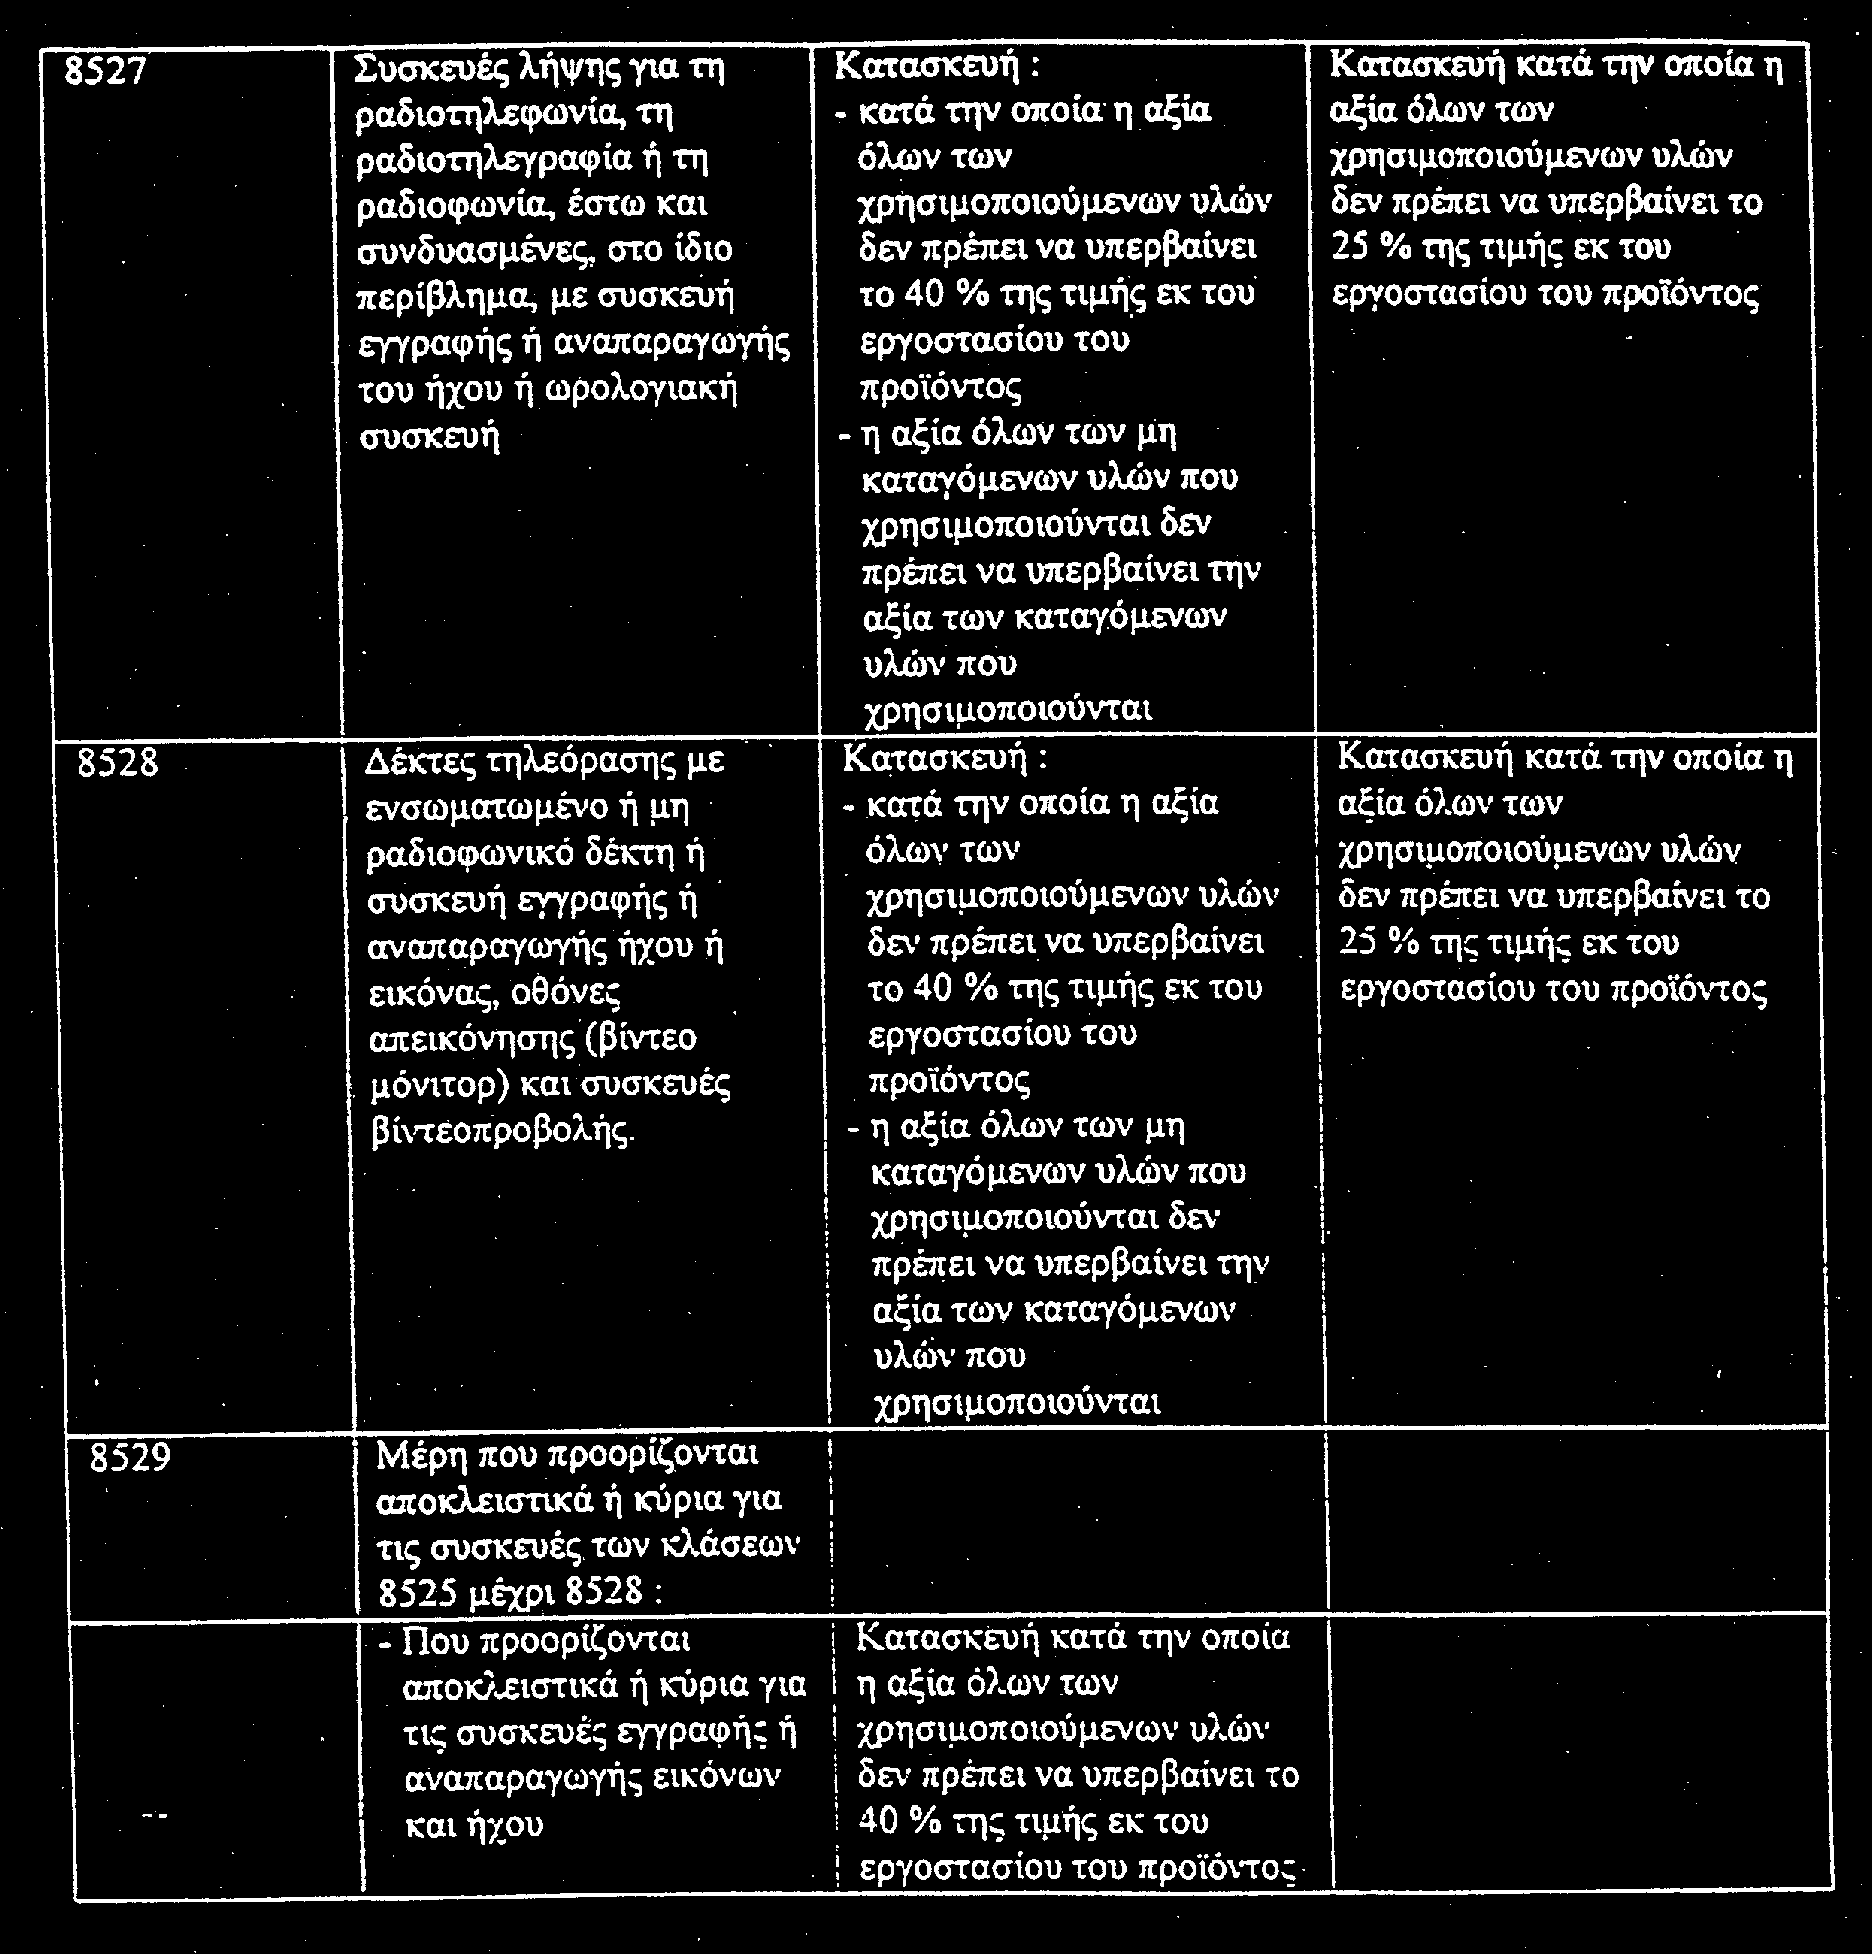 8527
Συσκευές λήψης για τη
ραδιοτηλεφωνία, τη
ραδιοτηλεγραφία ή τη
ραδιοφωνία, έστω και
συνδυασμένες, στο ίδιο
περίβλημα, με συσκευή
εγγραφής ή αναπαραγωγής
του ήχου ή ωρολογιακή
συσκευή
Κατασκευή :
- κατά την οποία η αξία
όλων των
χρησιμοποιούμενων υλών
δεν πρέπει να υπερβαίνει
το 40 % της τιμής εκ του
εργοστασίου του
προϊόντος
- η αξία όλων των μη
καταγόμενων υλών που
χρησιμοποιούνται δεν
πρέπει να υπερβαίνει την
αξία των καταγόμενων
υλών που
χρησιμοποιούνται
Κατασκευή κατά την οποία η
αξία όλων των
χρησιμοποιούμενων υλών
δεν πρέπει να υπερβαίνει το
25 % της τιμής εκ του
εργοστασίου του προϊόντος
8528
Δέκτες τηλεόρασης με
ενσωματωμένο ή μη
ραδιοφωνικό δέκτη ή
συσκευή εγγραφής ή
αναπαραγωγής ήχου ή
εικόνας, οθόνες
απεικόνησης (βίντεο
μόνιτορ) και συσκευές
βίντεοπροβολής.
Κατασκευή :
- κατά την οποία η αξία
όλων των
χρησιμοποιούμενων υλών
δεν πρέπει να υπερβαίνει
το 40 % της τιμής εκ του
εργοστασίου του
προϊόντος
- η αξία όλων των μη
καταγόμενων υλών που
χρησιμοποιούνται δεν
πρέπει να υπερβαίνει την
αξία των καταγόμενων
υλών που
χρησιμοποιούνται
Κατασκευή κατά την οποία η
αξία όλων των
χρησιμοποιούμενων υλών
δεν πρέπει να υπερβαίνει το
25 % της τιμής εκ του
εργοστασίου του προϊόντος
8529
Μέρη που προορίζονται
αποκλειστικά ή κύρια για
τις συσκευές των κλάσεων
8525 μέχρι 8528 :
- Που προορίζονται
αποκλειστικά ή κύρια για
τις συσκευές εγγραφής ή
αναπαραγωγής εικόνων
και ήχου
Κατασκευή κατά την οποία
η αξία όλων των
χρησιμοποιούμενων υλών
δεν πρέπει να υπερβαίνει το
40 % της τιμής εκ του
εργοστασίου του προϊόντος